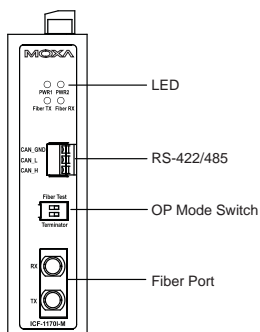 MOXA
PWR1 PWR2
Fiber TX Fiber RX
LED
CAN_GND
CAN_L
CAN_H
RS-422/485
Fiber Test
Terminator
OP Mode Switch
RX
TX
Fiber Port
ICF-1170I-M